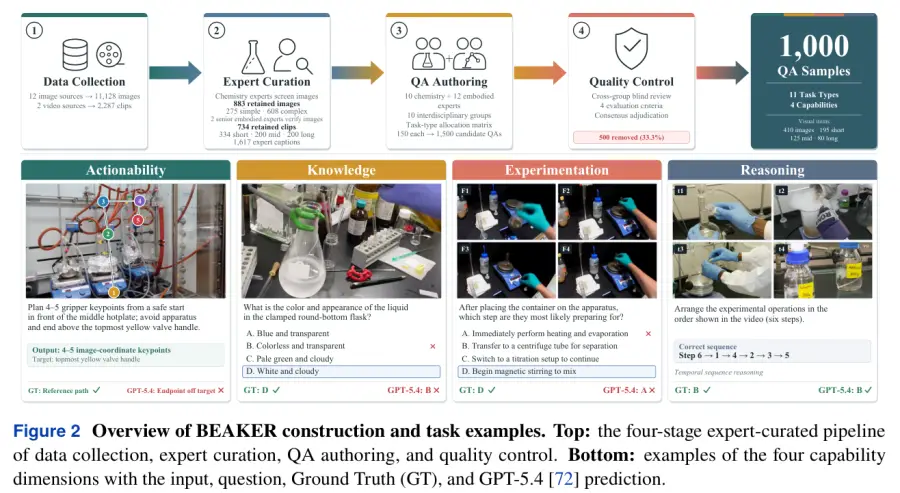 1
Data Collection
12 image sources → 11,128 images
2 video sources → 2,287 clips
2
Expert Curation
Chemistry experts screen images
883 retained images
275 simple · 608 complex
2 senior embodied experts verify images
734 retained clips
334 short · 200 mid · 200 long
1,617 expert captions
3
QA Authoring
10 chemistry + 12 embodied
experts
10 interdisciplinary groups
Task-type allocation matrix
150 each → 1,500 candidate QAs
4
Quality Control
Cross-group blind review
4 evaluation criteria
Consensus adjudication
500 removed (33.3%)
1,000
QA Samples
11 Task Types
4 Capabilities
Visual units:
410 images · 195 short
125 mid · 80 long
Actionability
3
4
5
2
1
Plan 4–5 gripper keypoints from a safe start
in front of the middle hotplate; avoid apparatus
and end above the topmost yellow valve handle.
Output: 4–5 image-coordinate keypoints
Target: topmost yellow valve handle
GT: Reference path ✓ GPT-5.4: Endpoint off target ✗
Knowledge
What is the color and appearance of the liquid
in the clamped round-bottom flask?
A. Blue and transparent
B. Colorless and transparent ✗
C. Pale green and cloudy
D. White and cloudy
GT: D ✓ GPT-5.4: B ✗
Experimentation
F1 F2
F3 F4
After placing the container on the apparatus,
which step are they most likely preparing for?
A. Immediately perform heating and evaporation ✗
B. Transfer to a centrifuge tube for separation
C. Switch to a titration setup to continue
D. Begin magnetic stirring to mix
GT: D ✓ GPT-5.4: A ✗
Reasoning
t1 t2
t3 t4
Arrange the experimental operations in the
order shown in the video (six steps).
Correct sequence
Step 6 → 1 → 4 → 2 → 3 → 5
Temporal sequence reasoning
GT: B ✓ GPT-5.4: B ✓
Figure 2 Overview of BEAKER construction and task examples. Top: the four-stage expert-curated pipeline
of data collection, expert curation, QA authoring, and quality control. Bottom: examples of the four capability
dimensions with the input, question, Ground Truth (GT), and GPT-5.4 [72] prediction.